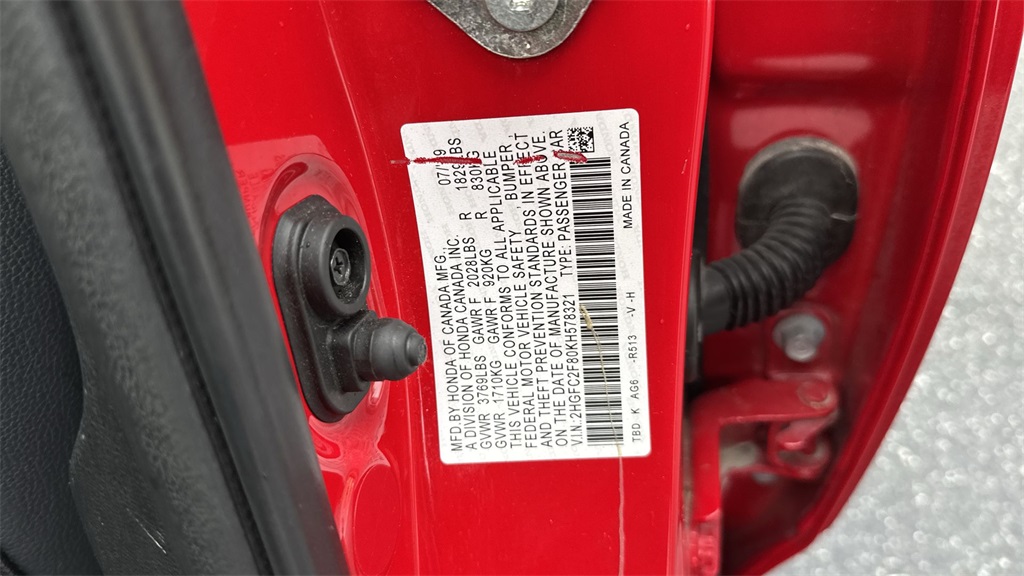 MFD.BY HONDA OF CANADA MFG.
A DIVISION OF HONDA CANADA INC.
GVWR 3769LBS GAWR F 2028LBS R
GVWR 1710KG GAWR F 920KG R
THIS VEHICLE CONFORMS TO ALL APPLICABLE
FEDERAL MOTOR VEHICLE SAFETY BUMPER,
AND THEFT PREVENTION STANDARDS IN EFFECT
ON THE DATE OF MANUFACTURE SHOWN ABOVE.
V.I.N.:2HGFC2F80KH578321 TYPE: PASSENGER CAR
TBD K AG6 -R513 -V-H MADE IN CANADA